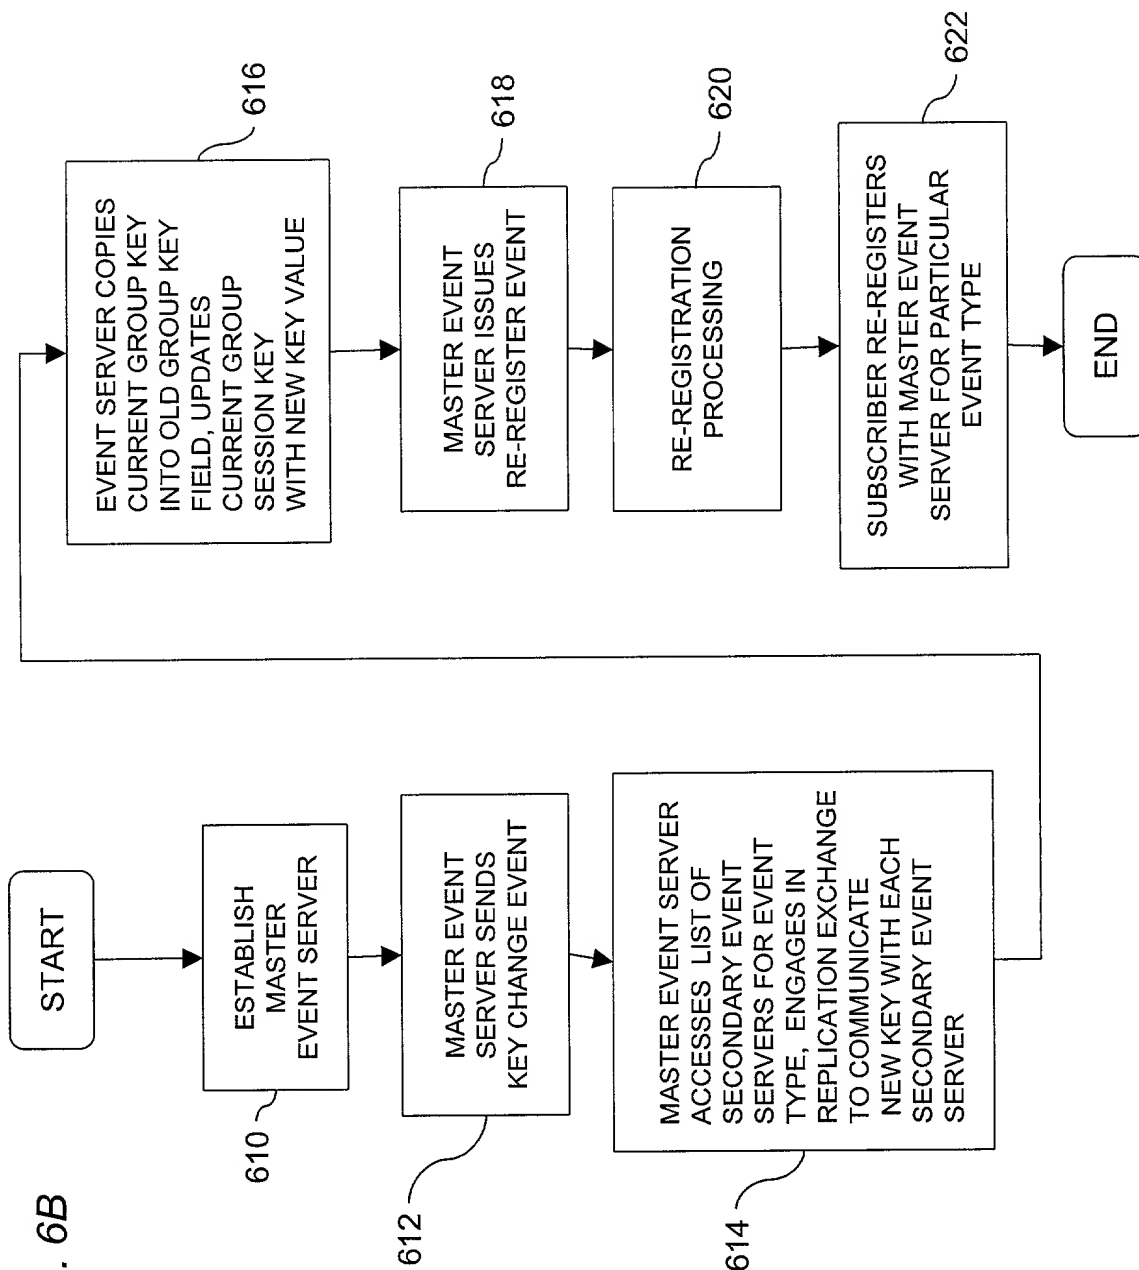 . 6B
START
ESTABLISH
MASTER
EVENT SERVER
610
MASTER EVENT
SERVER SENDS
KEY CHANGE EVENT
612
MASTER EVENT SERVER
ACCESSES LIST OF
SECONDARY EVENT
SERVERS FOR EVENT
TYPE, ENGAGES IN
REPLICATION EXCHANGE
TO COMMUNICATE
NEW KEY WITH EACH
SECONDARY EVENT
SERVER
614
EVENT SERVER COPIES
CURRENT GROUP KEY
INTO OLD GROUP KEY
FIELD, UPDATES
CURRENT GROUP
SESSION KEY
WITH NEW KEY VALUE
616
MASTER EVENT
SERVER ISSUES
RE-REGISTER EVENT
618
RE-REGISTRATION
PROCESSING
620
SUBSCRIBER RE-REGISTERS
WITH MASTER EVENT
SERVER FOR PARTICULAR
EVENT TYPE
622
END